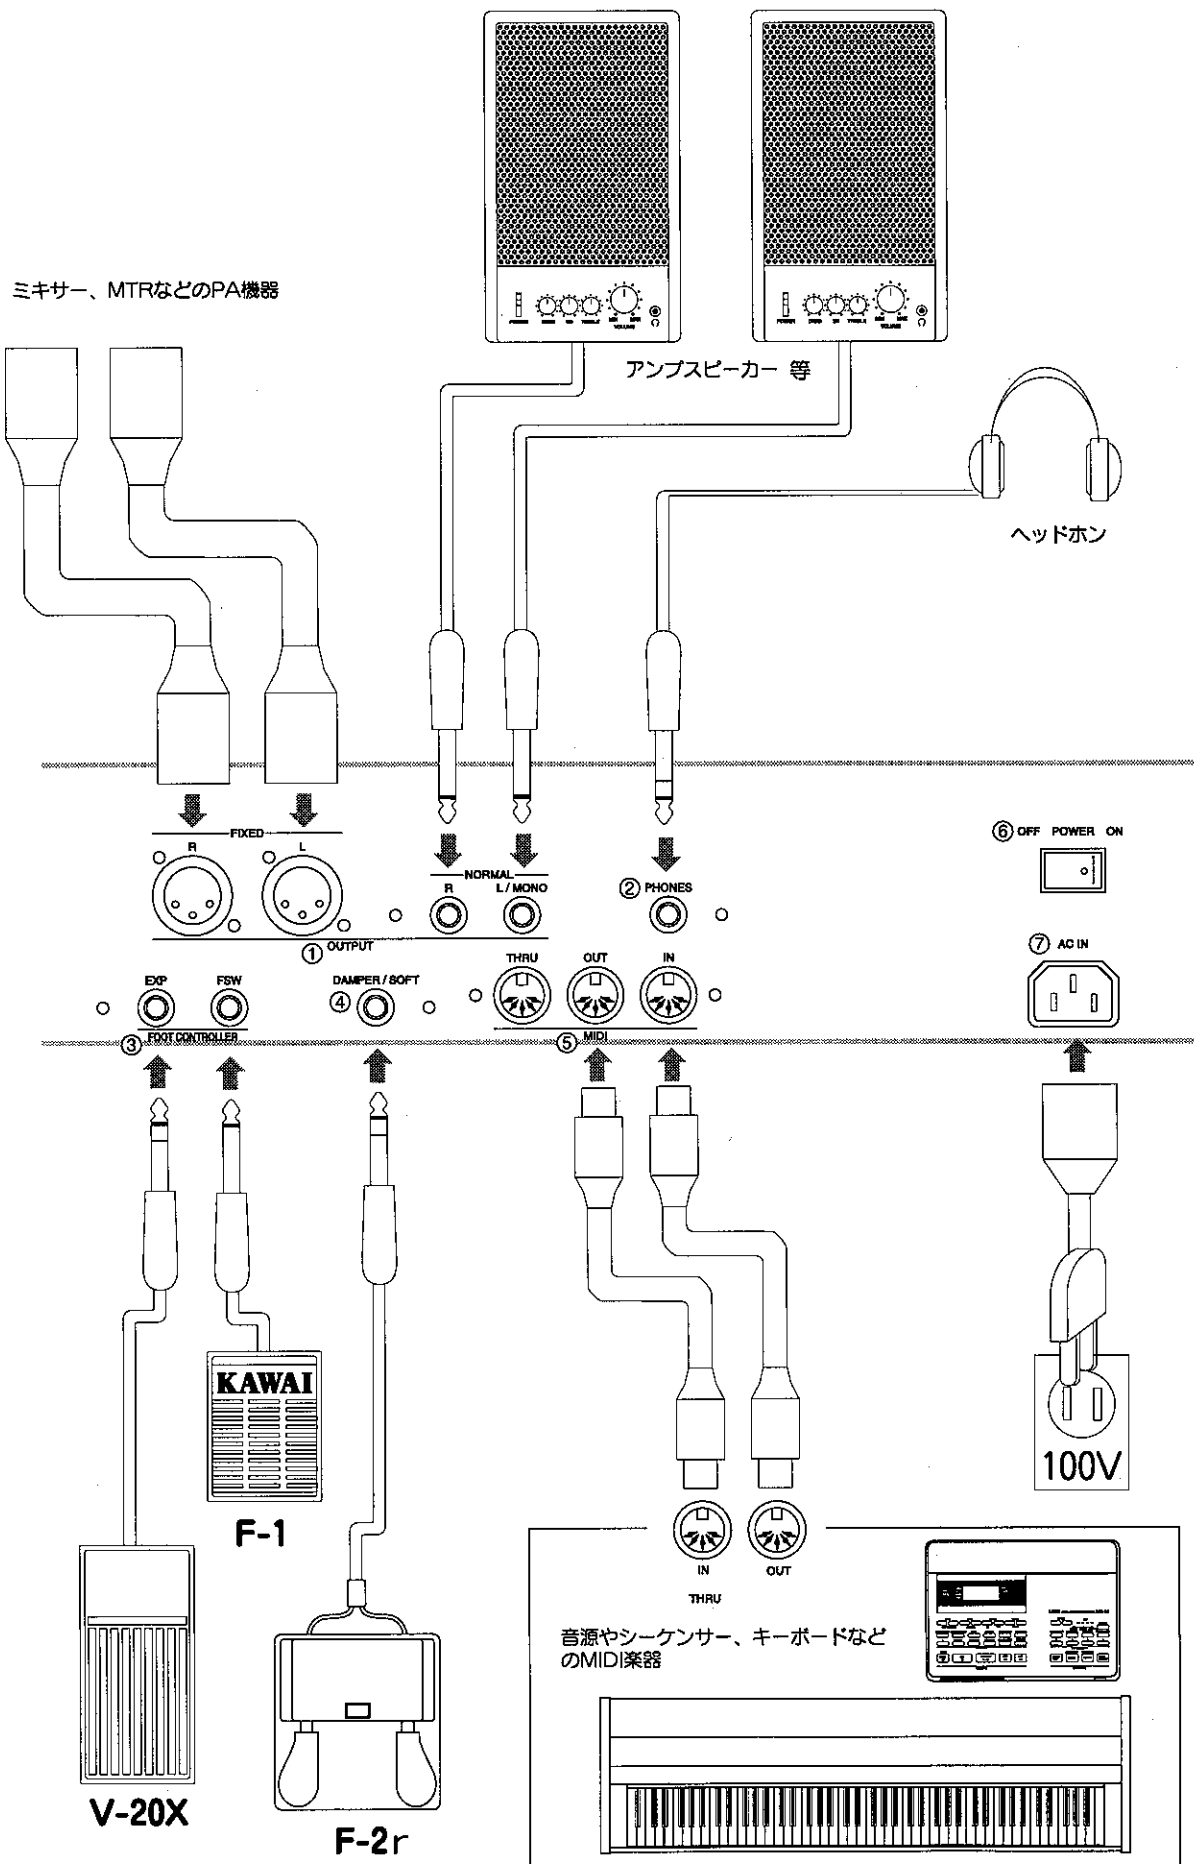 ミキサー、MTRなどのPA機器
POWER
VOLUME
POWER
VOLUME
アンプスピーカー 等
ヘッドホン
FIXED
R
L
NORMAL
R
L / MONO
② PHONES
⑥ OFF POWER ON
① OUTPUT
⑦ AC IN
EXP
FSW
DAMPER / SOFT
④
THRU
OUT
IN
③ FOOT CONTROLLER
⑤ MIDI
KAWAI
100V
F-1
IN
OUT
THRU
音源やシーケンサー、キーボードなど
のMIDI楽器
V-20X
F-2r